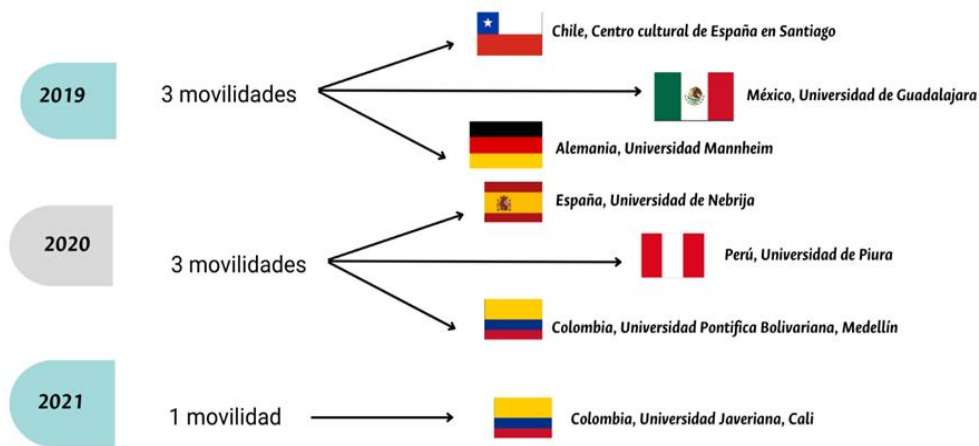 2019
3 movilidades
Chile, Centro cultural de España en Santiago
México, Universidad de Guadalajara
Alemania, Universidad Mannheim
2020
3 movilidades
España, Universidad de Nebrija
Perú, Universidad de Piura
Colombia, Universidad Pontifica Bolivariana, Medellín
2021
1 movilidad
Colombia, Universidad Javeriana, Cali